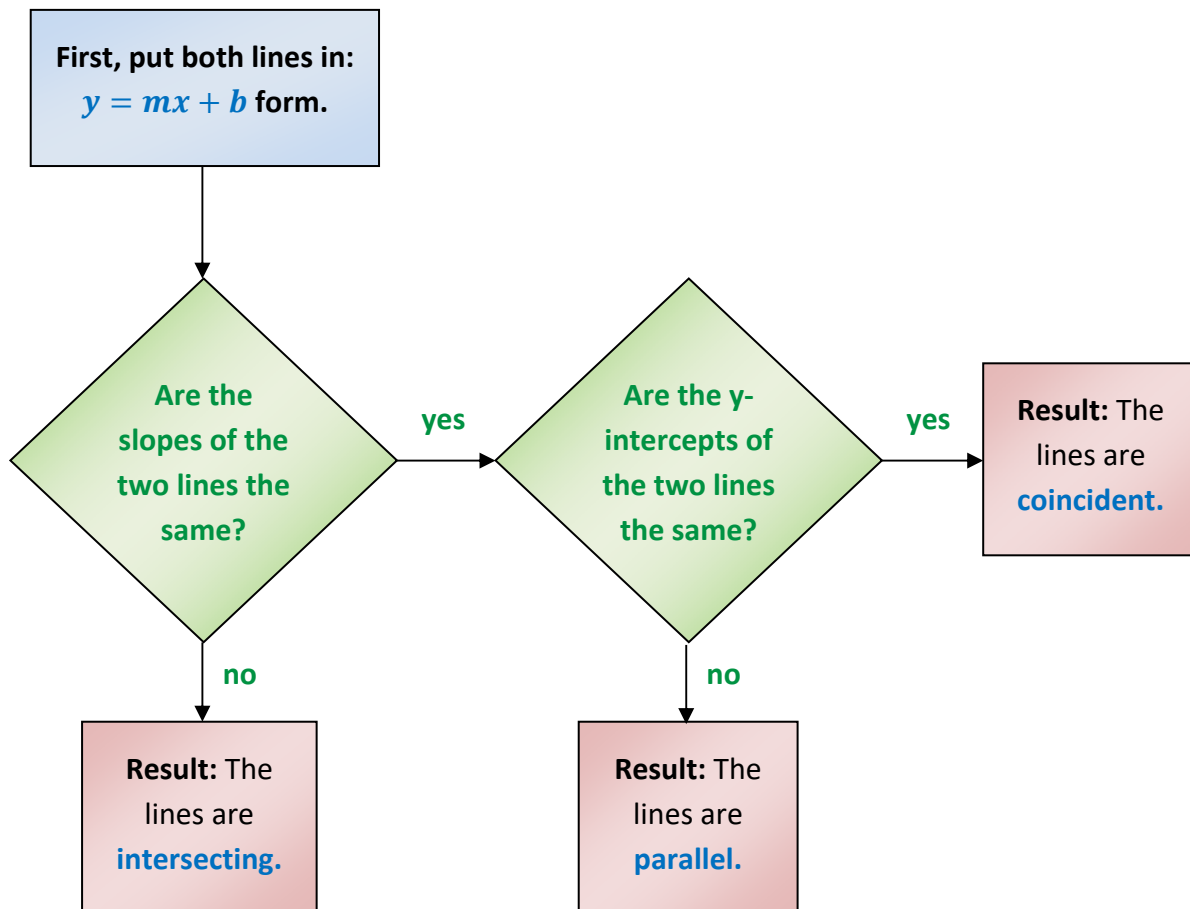 First, put both lines in:
y = mx + b form.
Are the
slopes of the
two lines the
same?
yes
Are the y-
intercepts of
the two lines
the same?
yes
Result: The
lines are
coincident.
no
no
Result: The
lines are
intersecting.
Result: The
lines are
parallel.